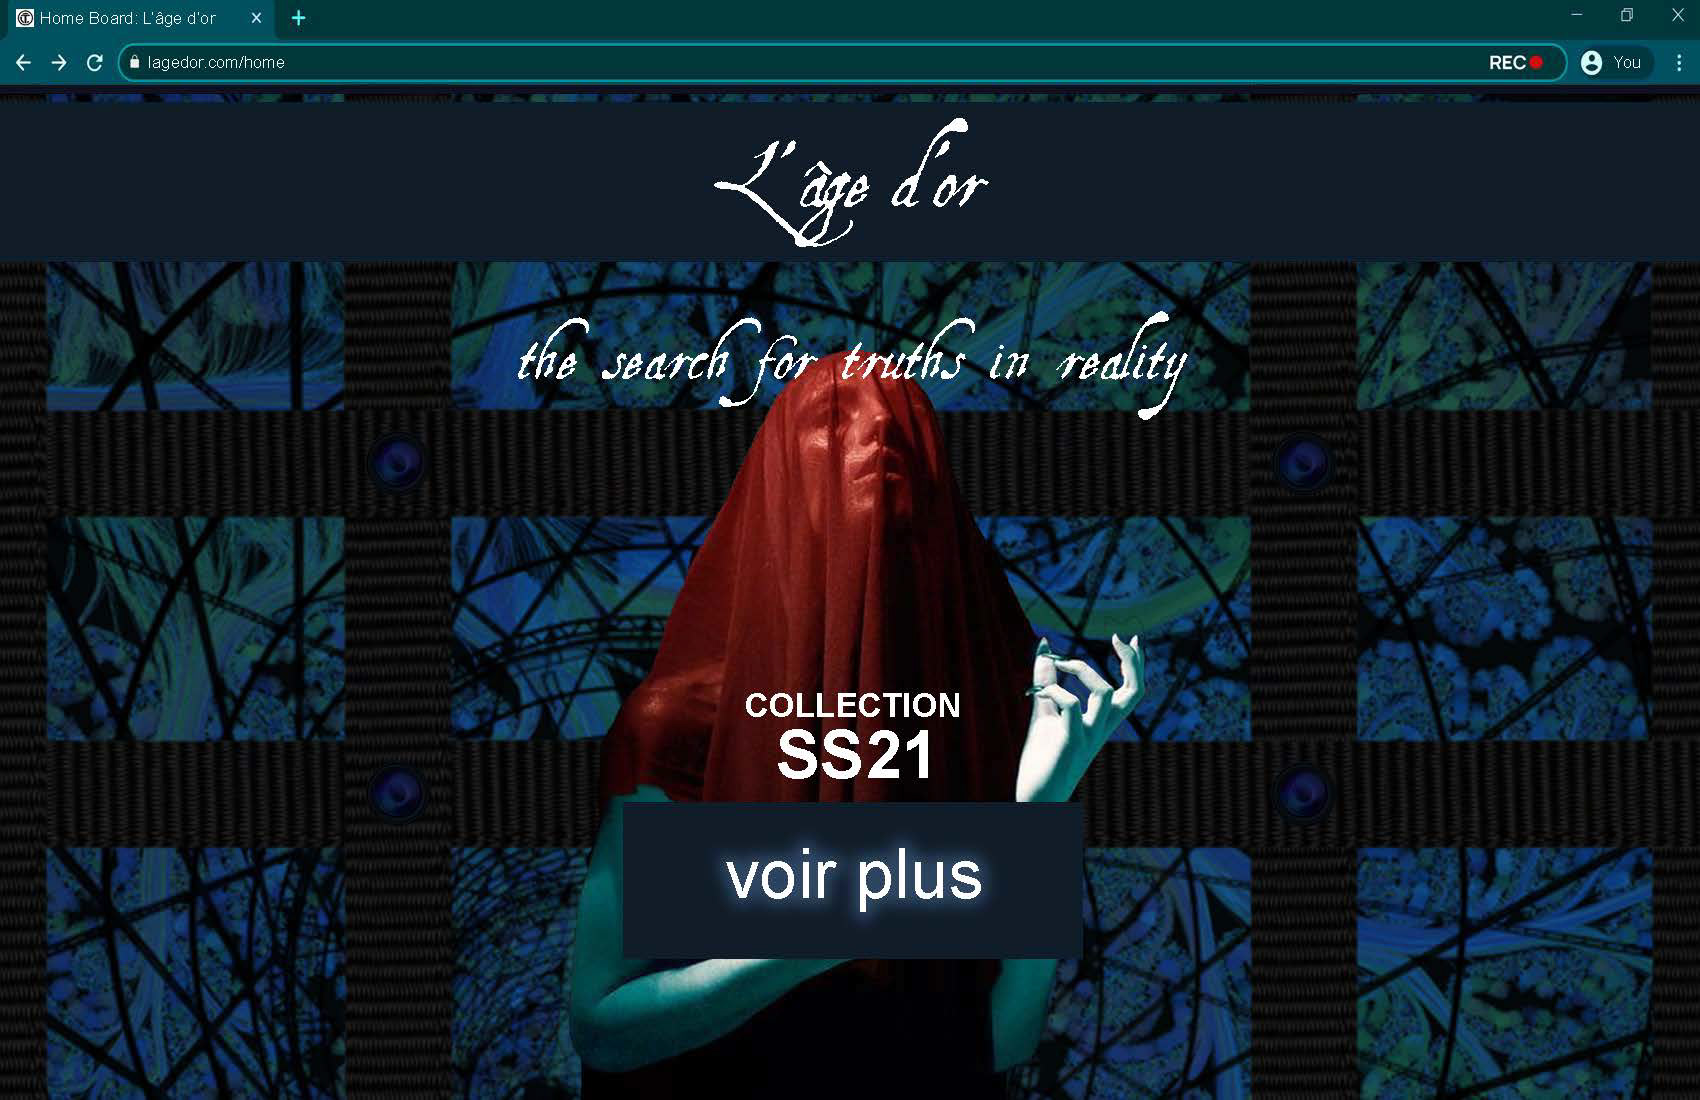 Home Board: L'âge d'or
lagedor.com/home
REC
You
L'âge d'or
the search for truths in reality
COLLECTION
SS21
voir plus